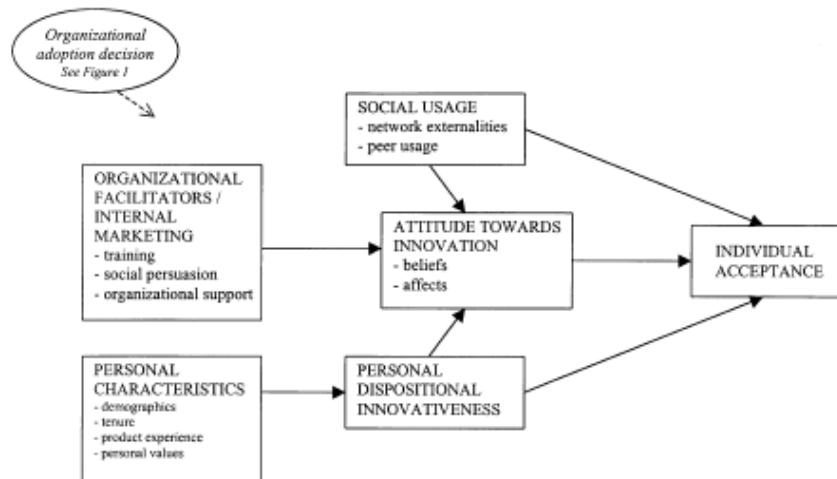 Organizational
adoption decision
See Figure 1
SOCIAL USAGE
- network externalities
- peer usage
ORGANIZATIONAL
FACILITATORS /
INTERNAL
MARKETING
- training
- social persuasion
- organizational support
ATTITUDE TOWARDS
INNOVATION
- beliefs
- affects
INDIVIDUAL
ACCEPTANCE
PERSONAL
CHARACTERISTICS
- demographics
- tenure
- product experience
- personal values
PERSONAL
DISPOSITIONAL
INNOVATIVENESS